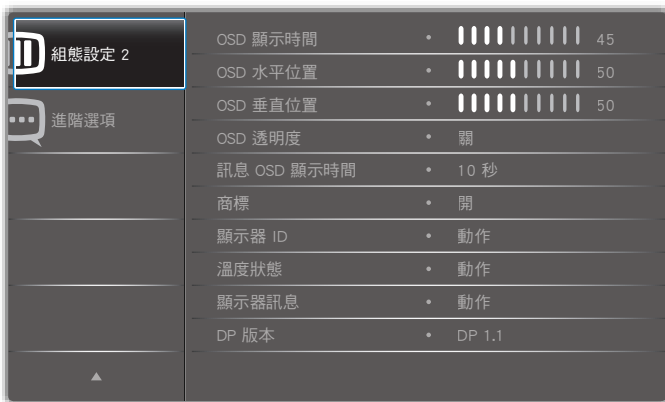 組態設定 2
進階選項
OSD 顯示時間 • 45
OSD 水平位置 • 50
OSD 垂直位置 • 50
OSD 透明度 • 關
訊息 OSD 顯示時間 • 10 秒
商標 • 開
顯示器 ID • 動作
溫度狀態 • 動作
顯示器訊息 • 動作
DP 版本 • DP 1.1